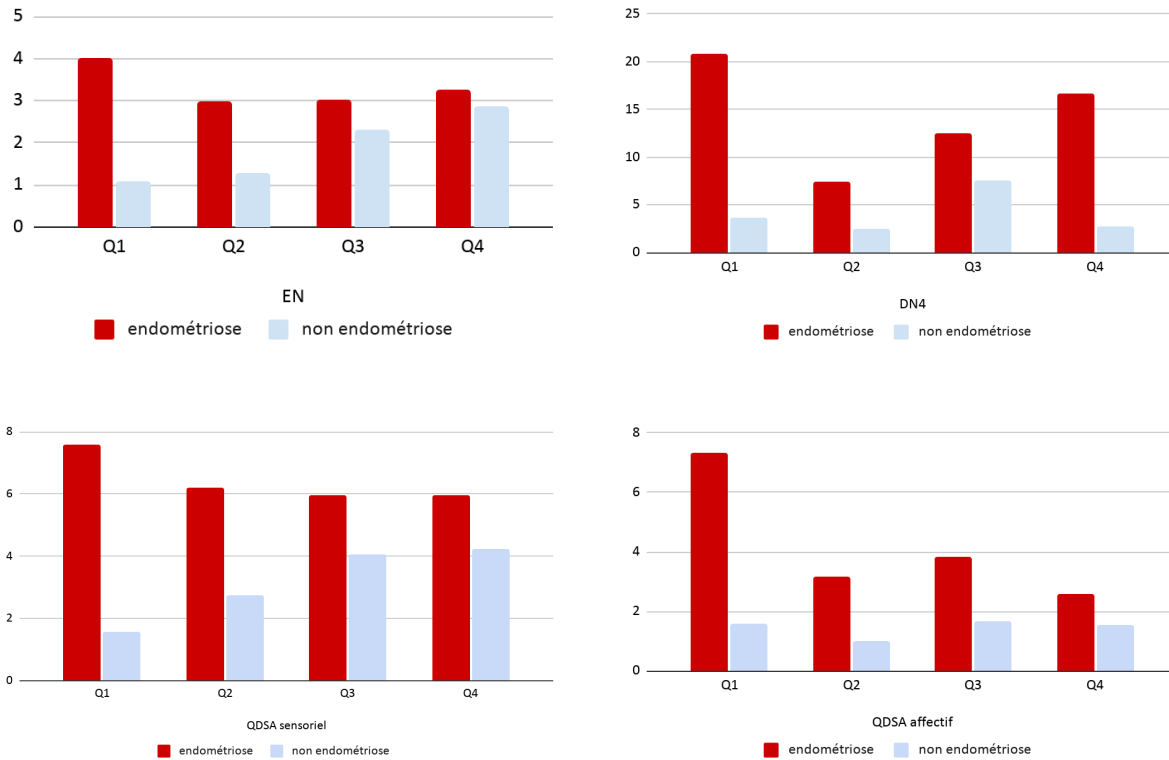 5
4
3
2
1
0
Q1 Q2 Q3 Q4
EN
endométriose non endométriose
25
20
15
10
5
0
Q1 Q2 Q3 Q4
DN4
endométriose non endométriose
8
6
4
2
0
Q1 Q2 Q3 Q4
QDSA sensoriel
endométriose non endométriose
8
6
4
2
0
Q1 Q2 Q3 Q4
QDSA affectif
endométriose non endométriose